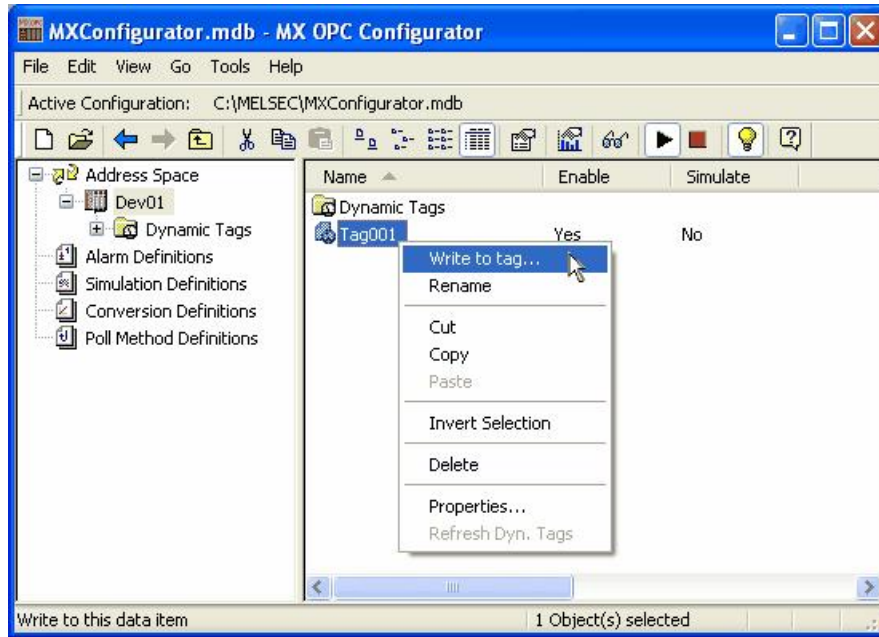 MXConfigurator.mdb - MX OPC Configurator
File Edit View Go Tools Help
Active Configuration: C:\MELSEC\MXConfigurator.mdb
Address Space
Dev01
Dynamic Tags
Alarm Definitions
Simulation Definitions
Conversion Definitions
Poll Method Definitions
Name Enable Simulate
Dynamic Tags
Tag001 Yes No
Write to tag...
Rename
Cut
Copy
Paste
Invert Selection
Delete
Properties...
Refresh Dyn. Tags
Write to this data item
1 Object(s) selected